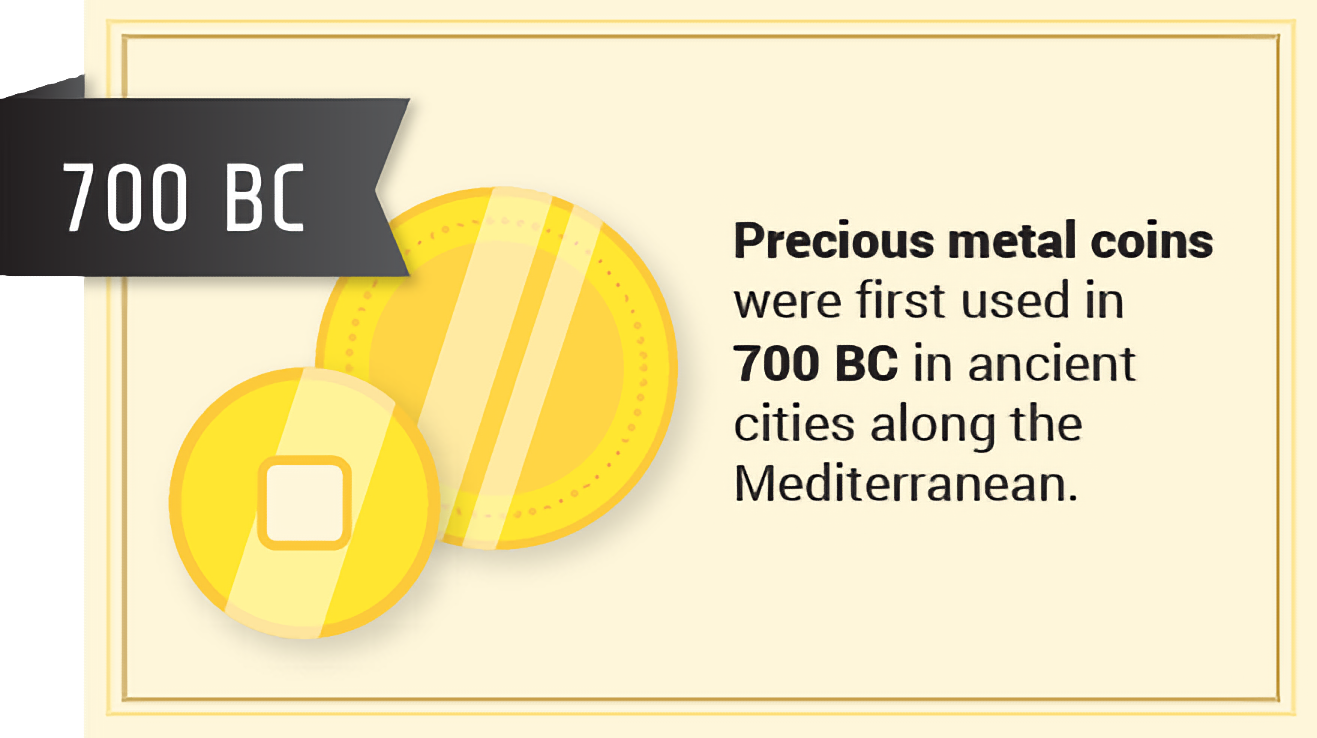 700 BC
Precious metal coins
were first used in
700 BC in ancient
cities along the
Mediterranean.